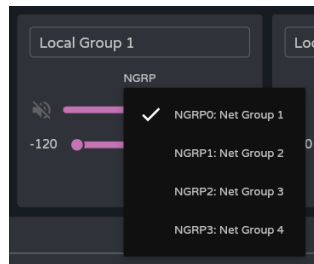 Local Group 1
Loc
NGRP
NGRP0: Net Group 1
-120
0
NGRP1: Net Group 2
NGRP2: Net Group 3
NGRP3: Net Group 4